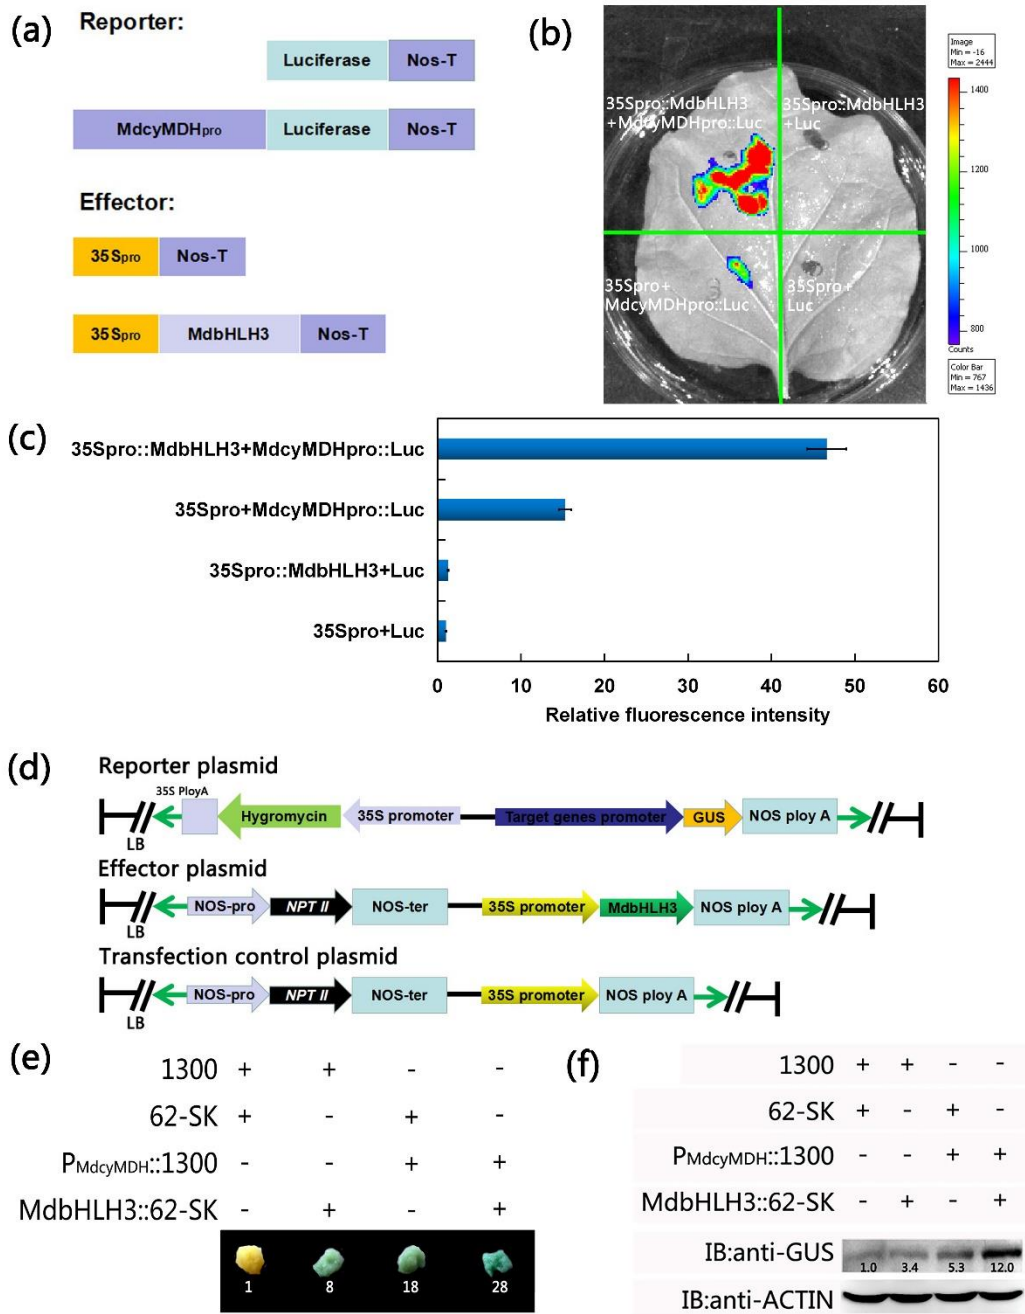 (a)
Reporter:
Luciferase Nos-T
MdcyMDHpro Luciferase Nos-T
Effector:
35Spro Nos-T
35Spro MdbHLH3 Nos-T
(b)
35Spro::MdbHLH3
+MdcyMDHpro::Luc
35Spro::MdbHLH3
+Luc
35Spro+
MdcyMDHpro::Luc
35Spro+
Luc
Image
Min = -16
Max = 2444
1400
1200
1000
800
Counts
Color Bar
Min = 767
Max = 1436
(c)
35Spro::MdbHLH3+MdcyMDHpro::Luc
35Spro+MdcyMDHpro::Luc
35Spro::MdbHLH3+Luc
35Spro+Luc
0 10 20 30 40 50 60
Relative fluorescence intensity
(d)
Reporter plasmid
35S PloyA
Hygromycin 35S promoter Target genes promoter GUS NOS ploy A
LB
Effector plasmid
NOS-pro NPT II NOS-ter 35S promoter MdbHLH3 NOS ploy A
LB
Transfection control plasmid
NOS-pro NPT II NOS-ter 35S promoter NOS ploy A
LB
(e)
1300 + + - -
62-SK + - + -
PMdcyMDH::1300 - - + +
MdbHLH3::62-SK - + - +
1 8 18 28
(f)
1300 + + - -
62-SK + - + -
PMdcyMDH::1300 - - + +
MdbHLH3::62-SK - + - +
IB:anti-GUS 1.0 3.4 5.3 12.0
IB:anti-ACTIN